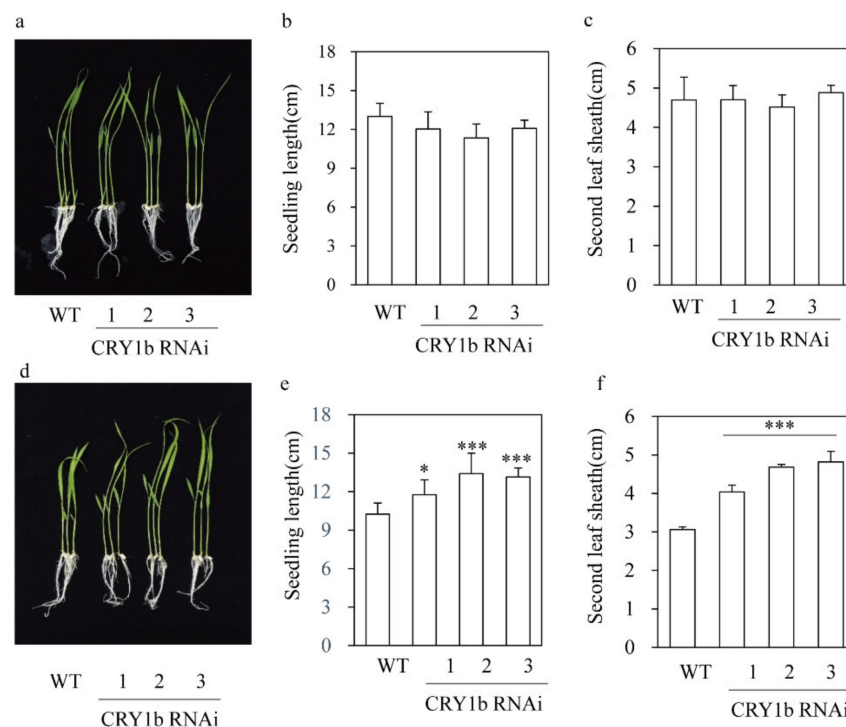 a
WT 1 2 3
CRY1b RNAi
b
Seedling length(cm)
18
15
12
9
6
3
0
WT 1 2 3
CRY1b RNAi
c
Second leaf sheath(cm)
6
5
4
3
2
1
0
WT 1 2 3
CRY1b RNAi
d
WT 1 2 3
CRY1b RNAi
e
Seedling length(cm)
18
15
12
9
6
3
0
* *** ***
WT 1 2 3
CRY1b RNAi
f
Second leaf sheath(cm)
6
5
4
3
2
1
0
***
WT 1 2 3
CRY1b RNAi